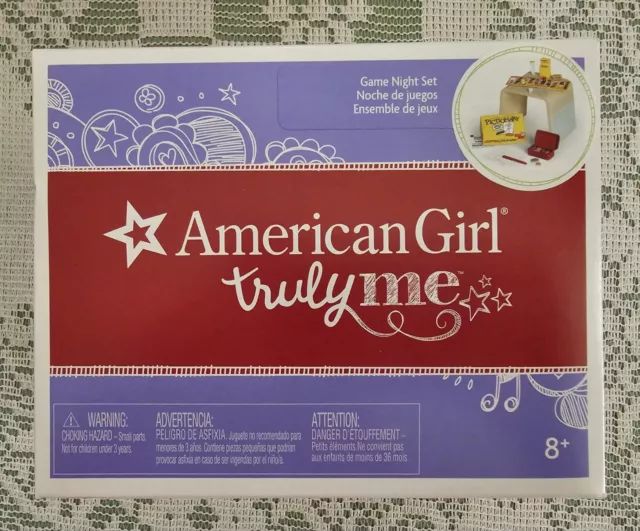 Game Night Set
Noche de juegos
Ensemble de jeux
PICTIONARY
American Girl®
truly me™
WARNING:
CHOKING HAZARD – Small parts.
Not for children under 3 years.
ADVERTENCIA:
PELIGRO DE ASFIXIA. Juguete no recomendado para
menores de 3 años. Contiene piezas pequeñas que podrían
provocar asfixia en caso de ser ingeridas por el niño/a.
ATTENTION:
DANGER D'ETOUFFEMENT –
Petits éléments. Ne convient pas
aux enfants de moins de 36 mois.
8+